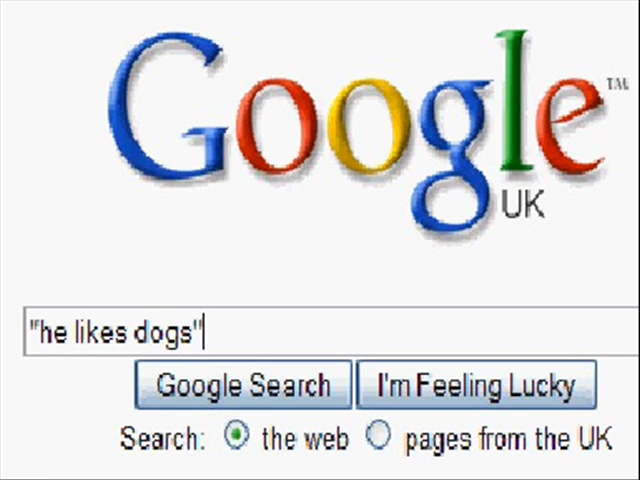 Google™
UK
"he likes dogs"
Google Search I'm Feeling Lucky
Search: the web pages from the UK